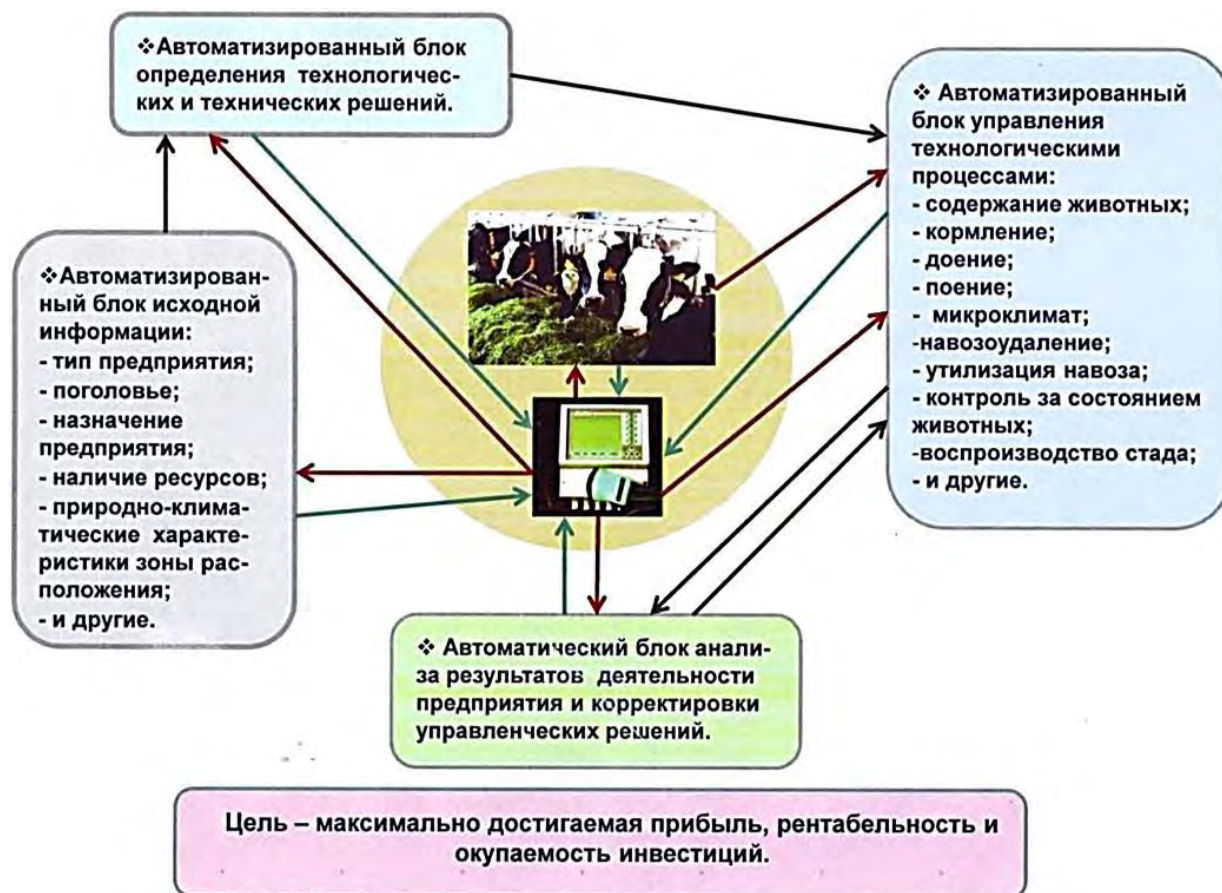 ❖Автоматизированный блок
определения технологичес-
ких и технических решений.
❖ Автоматизированный
блок управления
технологическими
процессами:
- содержание животных;
- кормление;
- доение;
- поение;
- микроклимат;
-навозоудаление;
- утилизация навоза;
- контроль за состоянием
животных;
-воспроизводство стада;
- и другие.
❖Автоматизирован-
ный блок исходной
информации:
- тип предприятия;
- поголовье;
- назначение
предприятия;
- наличие ресурсов;
- природно-клима-
тические характе-
ристики зоны рас-
положения;
- и другие.
❖ Автоматический блок анали-
за результатов деятельности
предприятия и корректировки
управленческих решений.
Цель – максимально достигаемая прибыль, рентабельность и
окупаемость инвестиций.